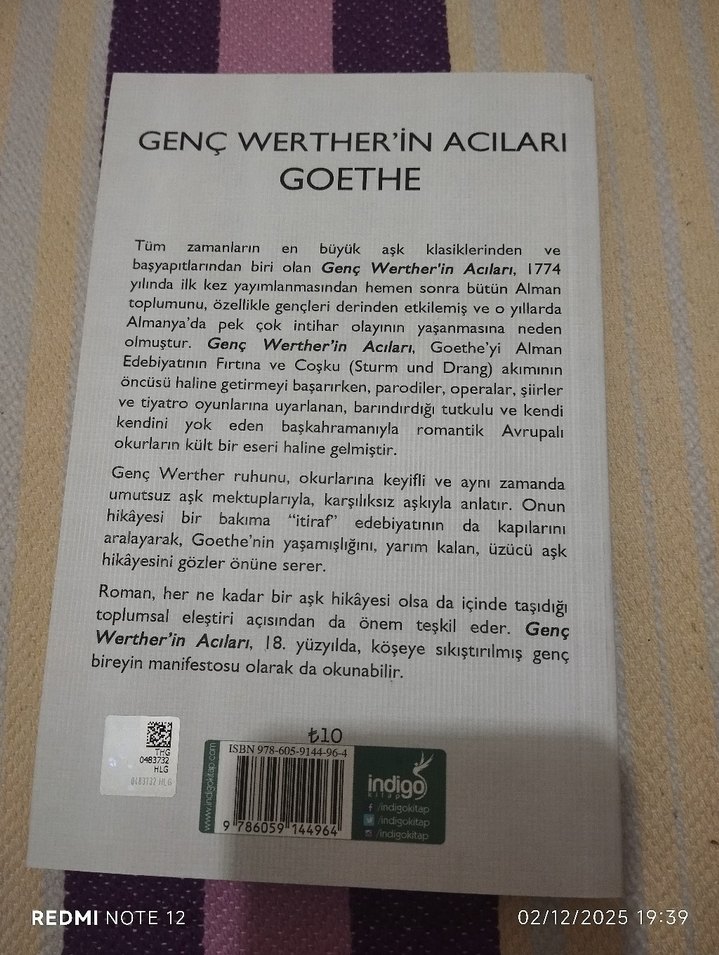 GENÇ WERTHER'İN ACILARI
GOETHE
Tüm zamanların en büyük aşk klasiklerinden ve
başyapıtlarından biri olan Genç Werther'in Acıları, 1774
yılında ilk kez yayımlanmasından hemen sonra bütün Alman
toplumunu, özellikle gençleri derinden etkilemiş ve o yıllarda
Almanya'da pek çok intihar olayının yaşanmasına neden
olmuştur. Genç Werther'in Acıları, Goethe'yi Alman
Edebiyatının Fırtına ve Coşku (Sturm und Drang) akımının
öncüsü haline getirmeyi başarırken, parodiler, operalar, şiirler
ve tiyatro oyunlarına uyarlanan, barındırdığı tutkulu ve kendi
kendini yok eden başkahramanıyla romantik Avrupalı
okurların kült bir eseri haline gelmiştir.
Genç Werther ruhunu, okurlarına keyifli ve aynı zamanda
umutsuz aşk mektuplarıyla, karşılıksız aşkıyla anlatır. Onun
hikâyesi bir bakıma "itiraf" edebiyatının da kapılarını
aralayarak, Goethe'nin yaşamışlığını, yarım kalan, üzücü aşk
hikâyesini gözler önüne serer.
Roman, her ne kadar bir aşk hikâyesi olsa da içinde taşıdığı
toplumsal eleştiri açısından da önem teşkil eder. Genç
Werther'in Acıları, 18. yüzyılda, köşeye sıkıştırılmış genç
bireyin manifestosu olarak da okunabilir.
THG
0483732
HLG
0483732 HLG
www.indigokitap.com
₺10
ISBN 978-605-9144-96-4
9 786059 144964
indigo
kitap
/indigokitap
/indigokitap
/indigokitap
REDMI NOTE 12
02/12/2025 19:39